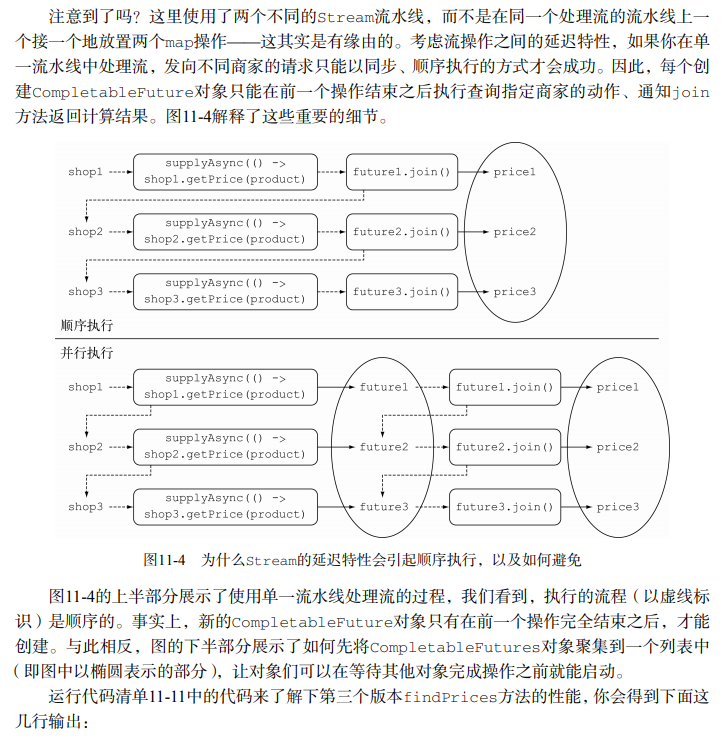 注意到了吗？这里使用了两个不同的Stream流水线，而不是在同一个处理流的流水线上一
个接一个地放置两个map操作——这其实是有缘由的。考虑流操作之间的延迟特性，如果你在单
一流水线中处理流，发向不同商家的请求只能以同步、顺序执行的方式才会成功。因此，每个创
建CompletableFuture对象只能在前一个操作结束之后执行查询指定商家的动作、通知join
方法返回计算结果。图11-4解释了这些重要的细节。
shop1
supplyAsync(() ->
shop1.getPrice(product)
future1.join()
price1
shop2
supplyAsync(() ->
shop2.getPrice(product)
future2.join()
price2
shop3
supplyAsync(() ->
shop3.getPrice(product)
future3.join()
price3
顺序执行
并行执行
shop1
supplyAsync(() ->
shop1.getPrice(product)
future1
future1.join()
price1
shop2
supplyAsync(() ->
shop2.getPrice(product)
future2
future2.join()
price2
shop3
supplyAsync(() ->
shop3.getPrice(product)
future3
future3.join()
price3
图11-4 为什么Stream的延迟特性会引起顺序执行，以及如何避免
图11-4的上半部分展示了使用单一流水线处理流的过程，我们看到，执行的流程（以虚线标
识）是顺序的。事实上，新的CompletableFuture对象只有在前一个操作完全结束之后，才能
创建。与此相反，图的下半部分展示了如何先将CompletableFutures对象聚集到一个列表中
（即图中以椭圆表示的部分），让对象们可以在等待其他对象完成操作之前就能启动。
运行代码清单11-11中的代码来了解下第三个版本findPrices方法的性能，你会得到下面这
几行输出：